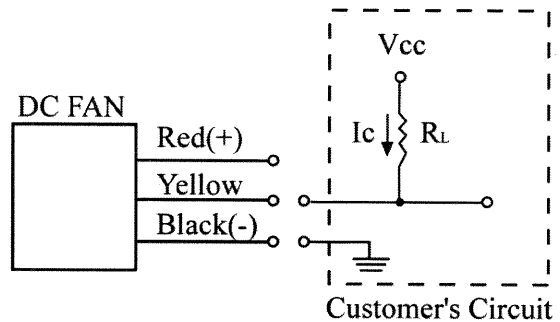 Vcc
DC FAN
Red(+)
Ic
RL
Yellow
Black(-)
Customer's Circuit